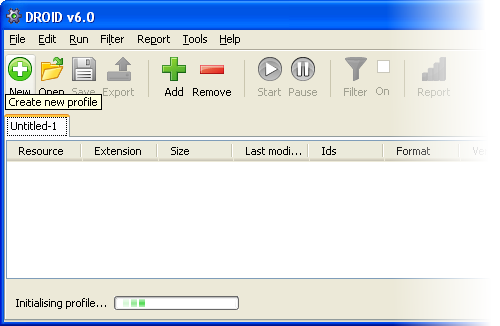 DROID v6.0
File Edit Run Filter Report Tools Help
New Open Save Export Add Remove Start Pause Filter On Report
Create new profile
Untitled-1
Resource Extension Size Last modi... Ids Format Ve
Initialising profile...